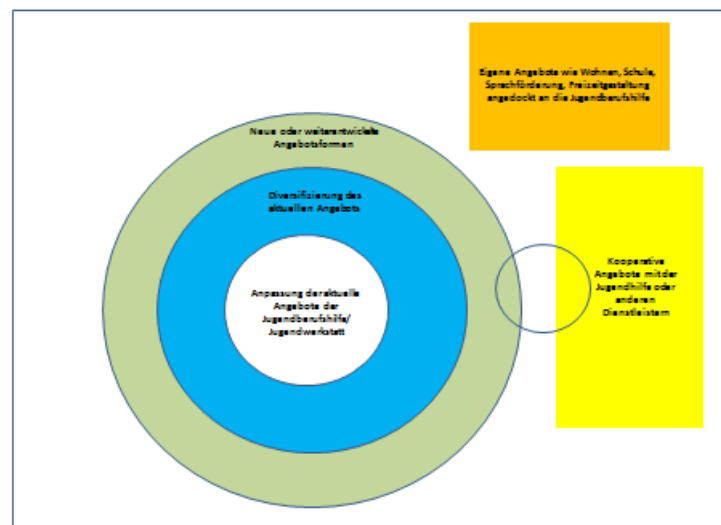 Eigene Angebote wie Wohnen, Schule,
Sprachförderung, Freizeitgestaltung
angedockt an die Jugendberufshilfe
Neue oder weiterentwickelte
Angebotsformen
Diversifizierung des
aktuellen Angebots
Anpassung der aktuelle
Angebote der
Jugendberufshilfe/
Jugendwerkstatt
Kooperative
Angebote mit der
Jugendhilfe oder
anderen
Dienstleistern